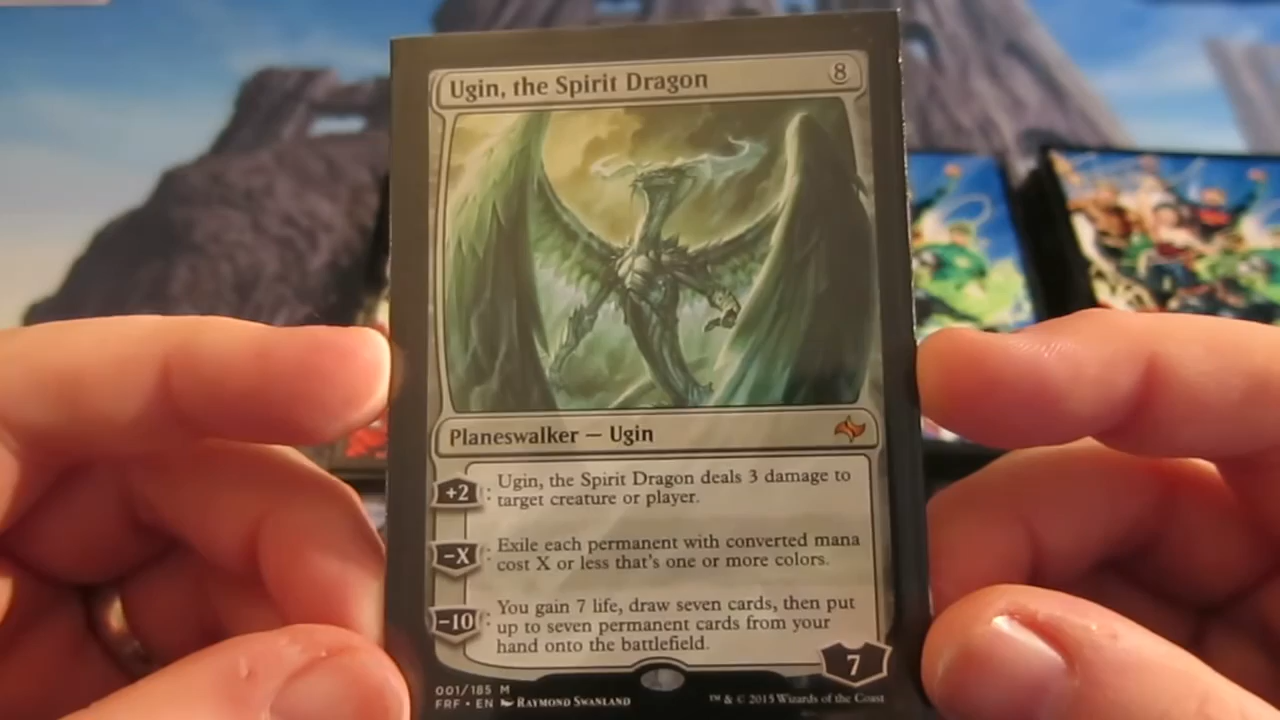 Ugin, the Spirit Dragon 8
Planeswalker — Ugin
+2: Ugin, the Spirit Dragon deals 3 damage to
target creature or player.
-X: Exile each permanent with converted mana
cost X or less that's one or more colors.
-10: You gain 7 life, draw seven cards, then put
up to seven permanent cards from your
hand onto the battlefield.
7
001/185 M
FRF • EN Raymond Swanland ™ & © 2015 Wizards of the Coast